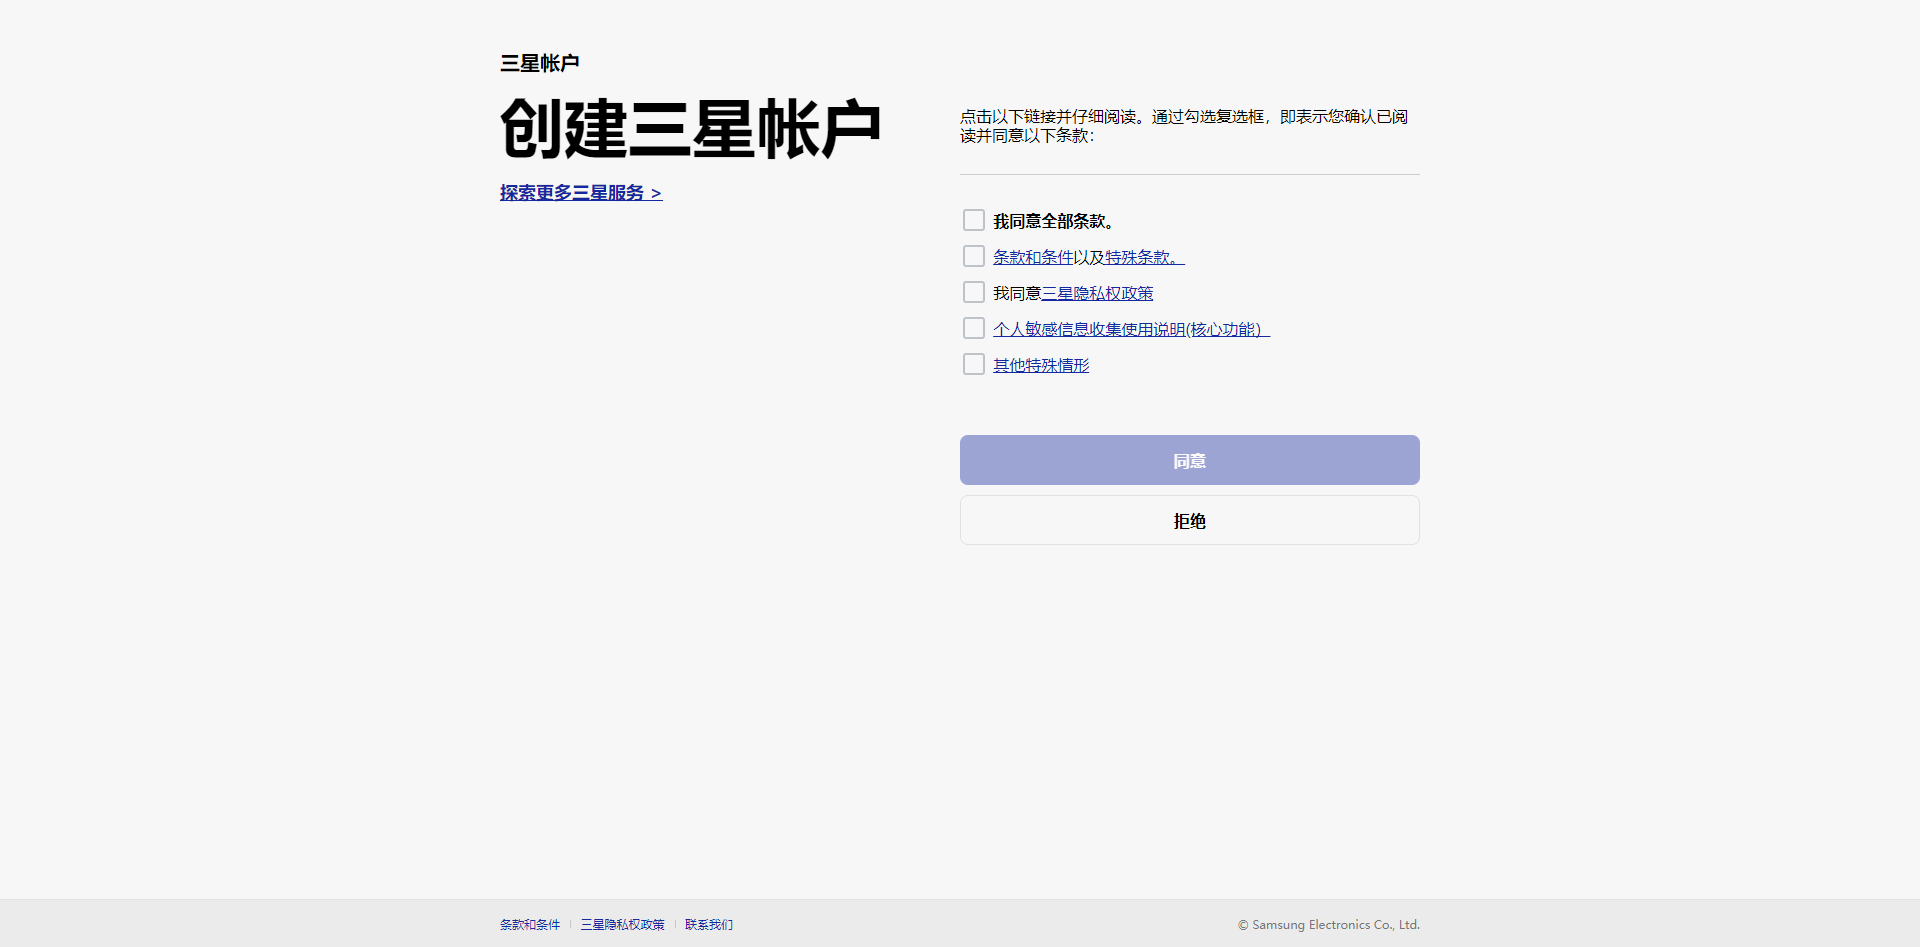 三星帐户
创建三星帐户
探索更多三星服务 >
点击以下链接并仔细阅读。通过勾选复选框，即表示您确认已阅
读并同意以下条款：
我同意全部条款。
条款和条件以及特殊条款。
我同意三星隐私权政策
个人敏感信息收集使用说明(核心功能）
其他特殊情形
同意
拒绝
条款和条件 | 三星隐私权政策 | 联系我们
© Samsung Electronics Co., Ltd.